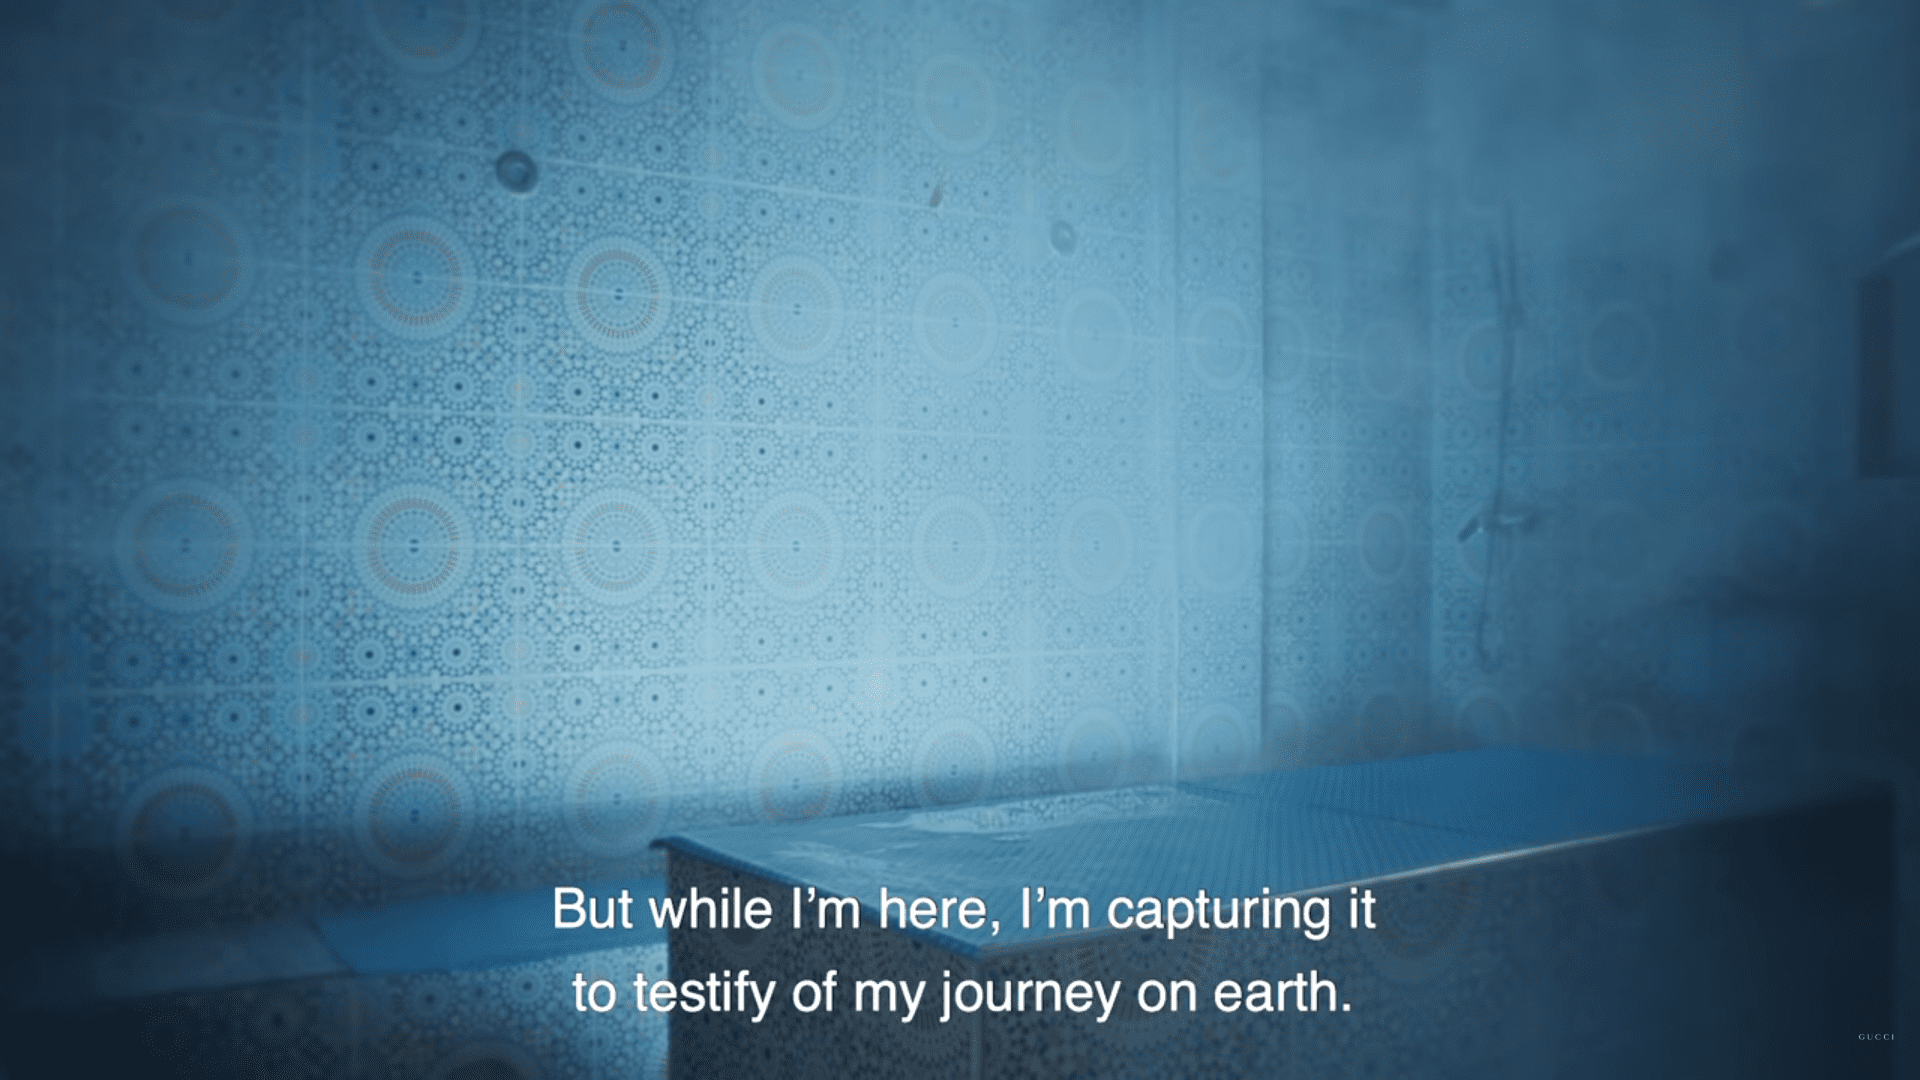 But while I’m here, I’m capturing it
to testify of my journey on earth.
GUCCI